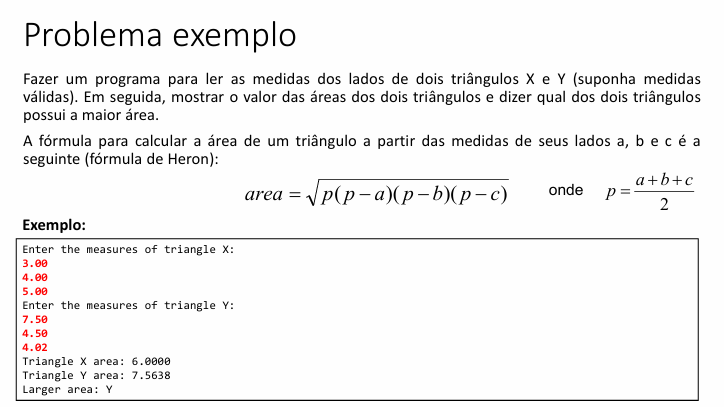 Problema exemplo
Fazer um programa para ler as medidas dos lados de dois triângulos X e Y (suponha medidas
válidas). Em seguida, mostrar o valor das áreas dos dois triângulos e dizer qual dos dois triângulos
possui a maior área.
A fórmula para calcular a área de um triângulo a partir das medidas de seus lados a, b e c é a
seguinte (fórmula de Heron):
area = √p(p − a)(p − b)(p − c) onde p = a + b + c / 2
Exemplo:
Enter the measures of triangle X:
3.00
4.00
5.00
Enter the measures of triangle Y:
7.50
4.50
4.02
Triangle X area: 6.0000
Triangle Y area: 7.5638
Larger area: Y